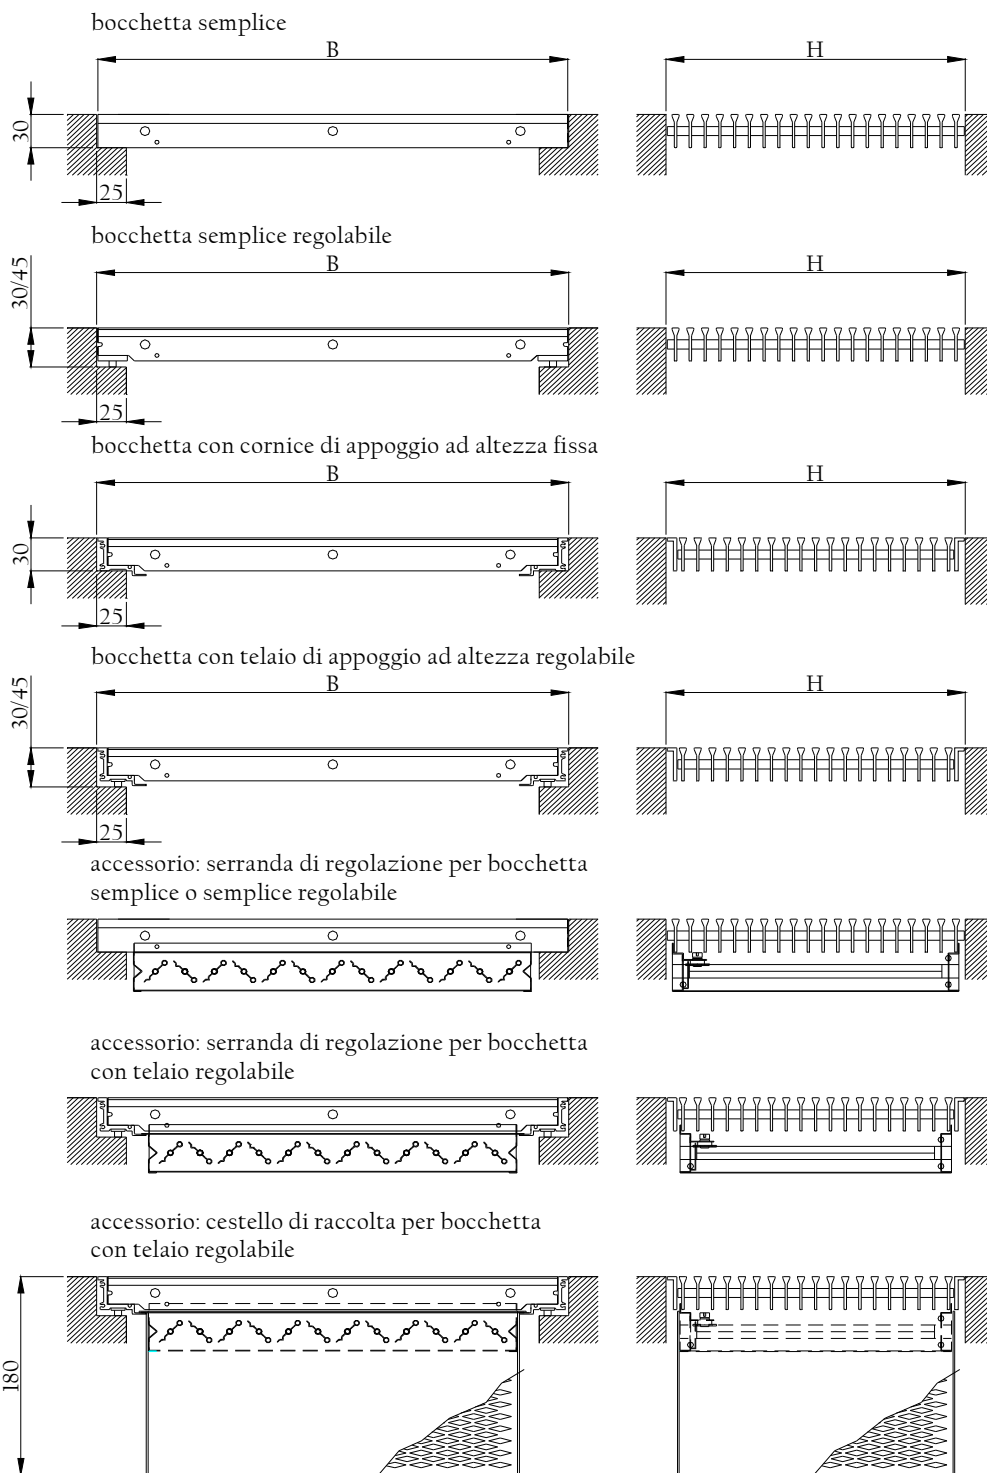 bocchetta semplice
B H
30
25
bocchetta semplice regolabile
B H
30/45
25
bocchetta con cornice di appoggio ad altezza fissa
B H
30
25
bocchetta con telaio di appoggio ad altezza regolabile
B H
30/45
25
accessorio: serranda di regolazione per bocchetta
semplice o semplice regolabile
accessorio: serranda di regolazione per bocchetta
con telaio regolabile
accessorio: cestello di raccolta per bocchetta
con telaio regolabile
180